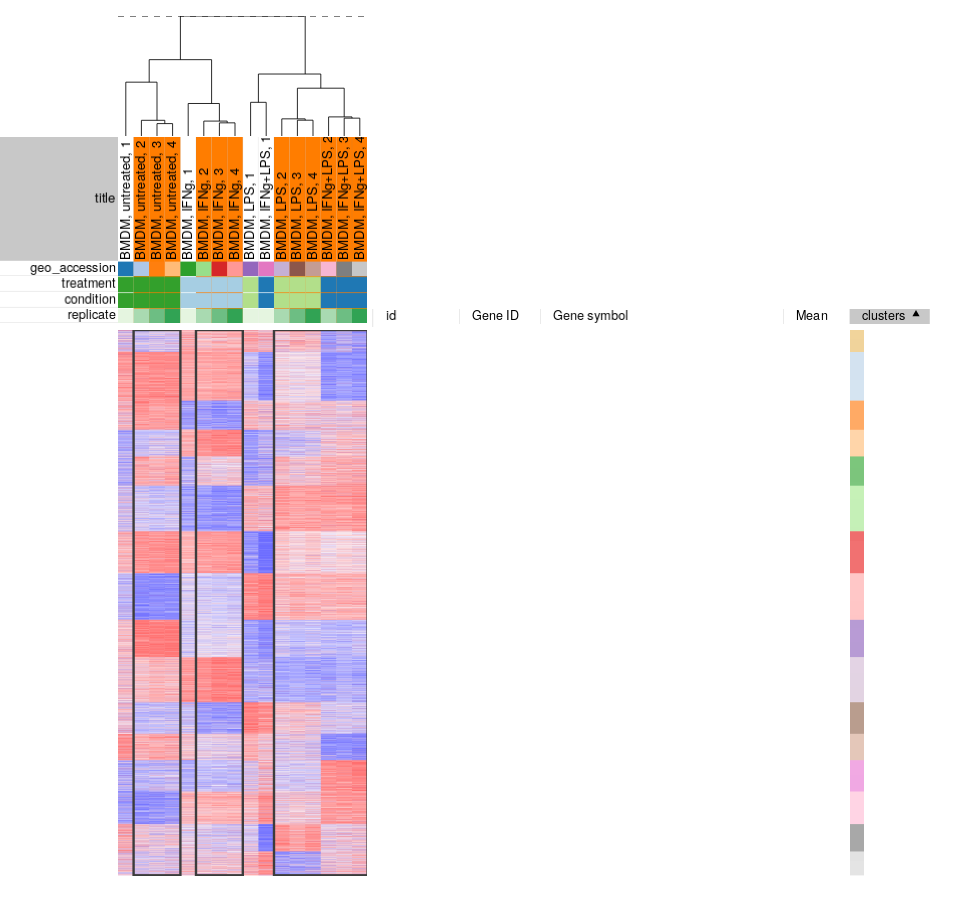 title
BMDM, untreated, 1
BMDM, untreated, 2
BMDM, untreated, 3
BMDM, untreated, 4
BMDM, IFNg, 1
BMDM, IFNg, 2
BMDM, IFNg, 3
BMDM, IFNg, 4
BMDM, LPS, 1
BMDM, IFNg+LPS, 1
BMDM, LPS, 2
BMDM, LPS, 3
BMDM, LPS, 4
BMDM, IFNg+LPS, 2
BMDM, IFNg+LPS, 3
BMDM, IFNg+LPS, 4
geo_accession
treatment
condition
replicate
id Gene ID Gene symbol Mean clusters